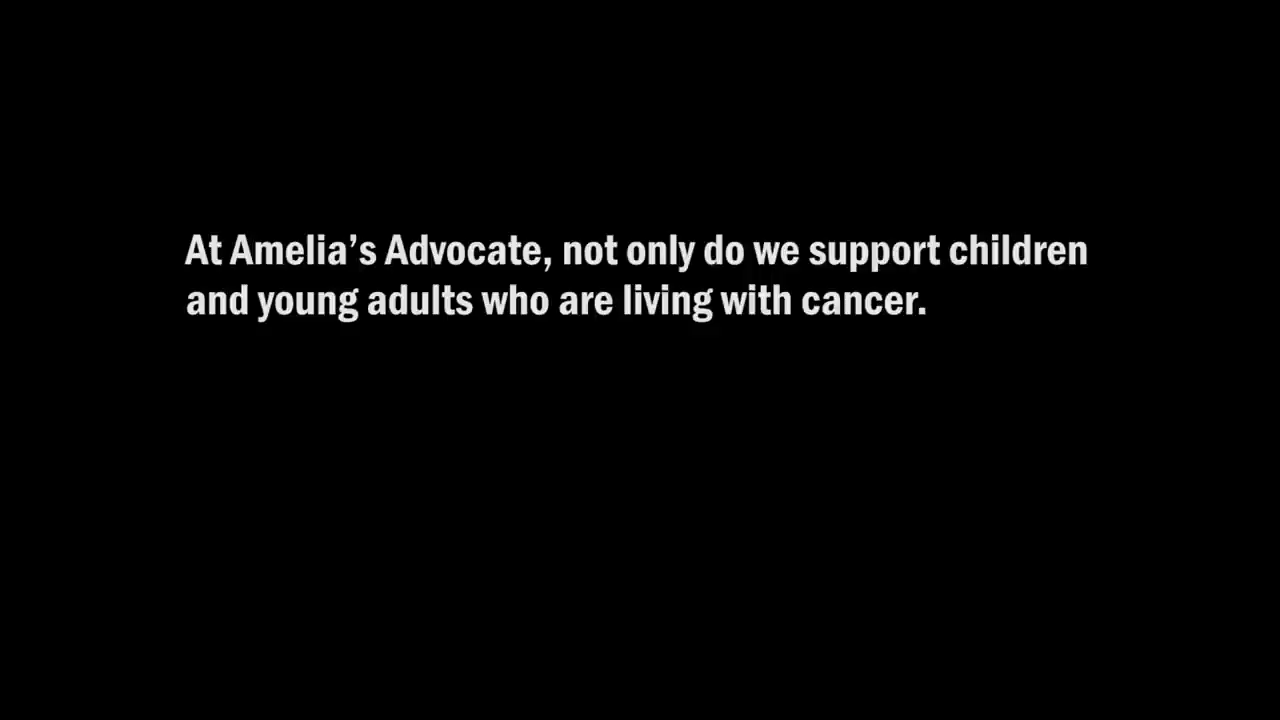 At Amelia’s Advocate, not only do we support children
and young adults who are living with cancer.